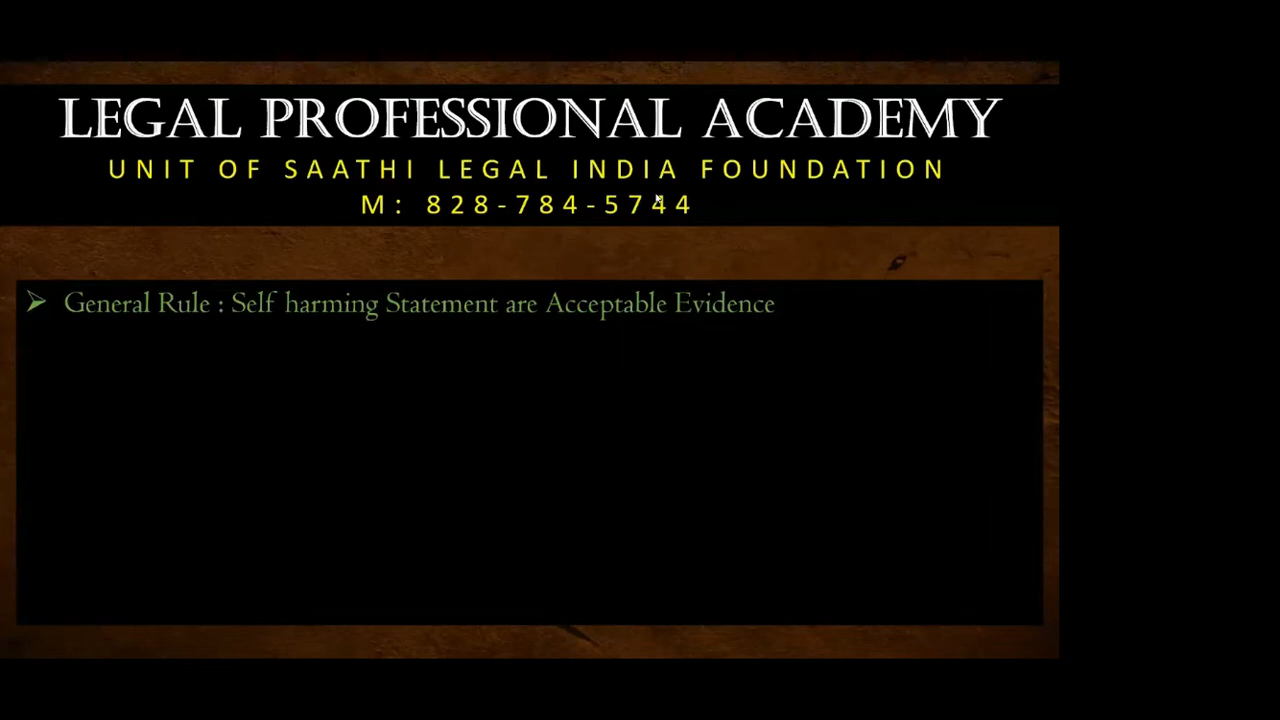 LEGAL PROFESSIONAL ACADEMY
UNIT OF SAATHI LEGAL INDIA FOUNDATION
M: 828-784-5744
➢ General Rule : Self harming Statement are Acceptable Evidence